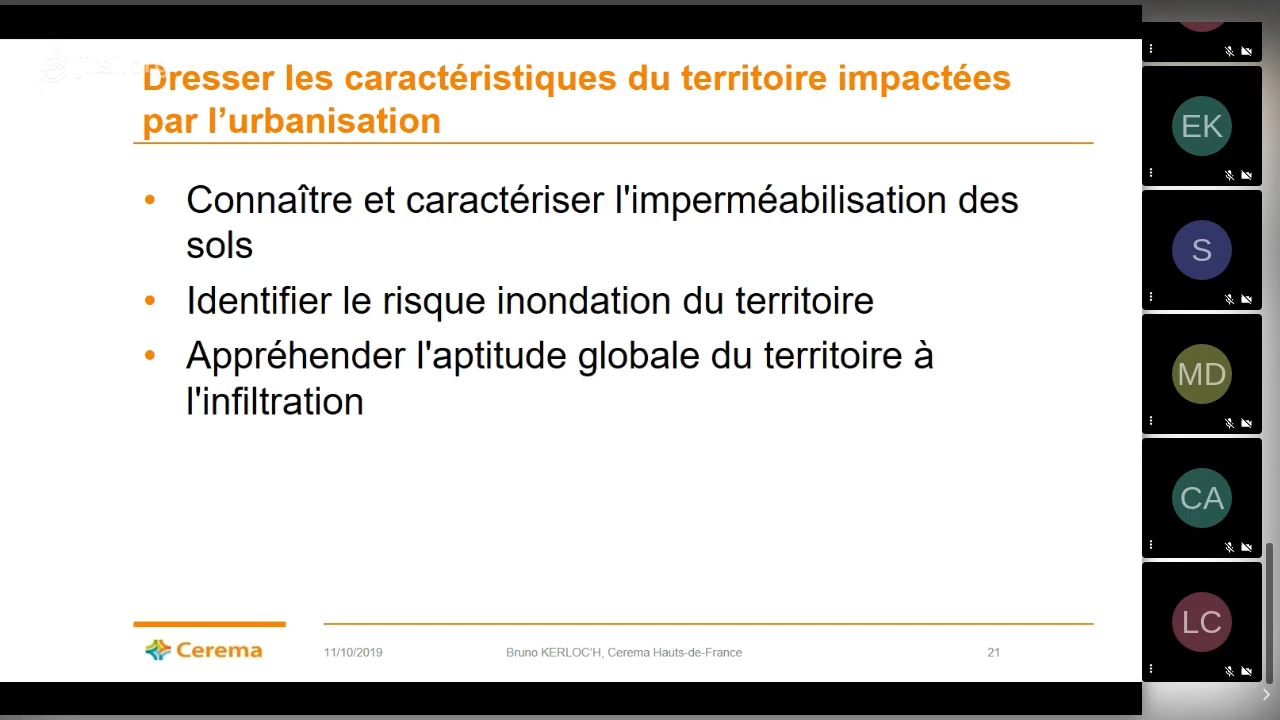 Dresser les caractéristiques du territoire impactées
par l’urbanisation
• Connaître et caractériser l'imperméabilisation des
sols
• Identifier le risque inondation du territoire
• Appréhender l'aptitude globale du territoire à
l'infiltration
Cerema
11/10/2019
Bruno KERLOC'H, Cerema Hauts-de-France
21
EK
S
MD
CA
LC